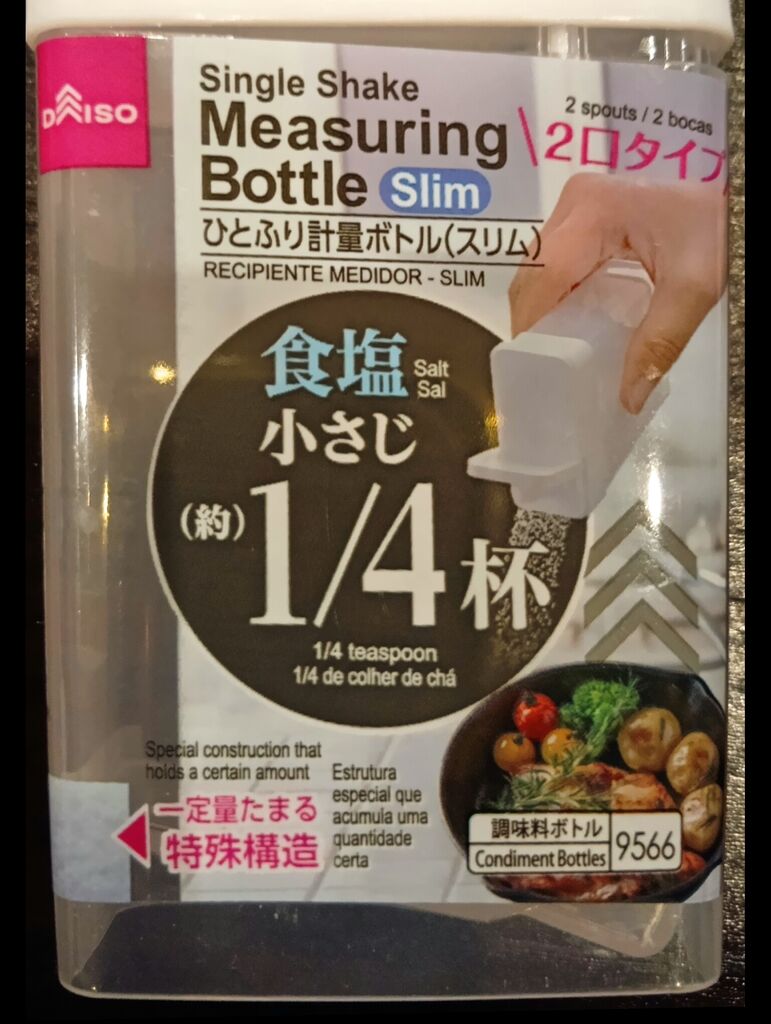 DAISO
Single Shake
Measuring
Bottle Slim
2 spouts / 2 bocas
2口タイプ
ひとふり計量ボトル(スリム)
RECIPIENTE MEDIDOR - SLIM
食塩
Salt
Sal
小さじ
(約)1/4杯
1/4 teaspoon
1/4 de colher de chá
Special construction that
holds a certain amount
一定量たまる
特殊構造
Estrutura
especial que
acumula uma
quantidade
certa
調味料ボトル
Condiment Bottles
9566